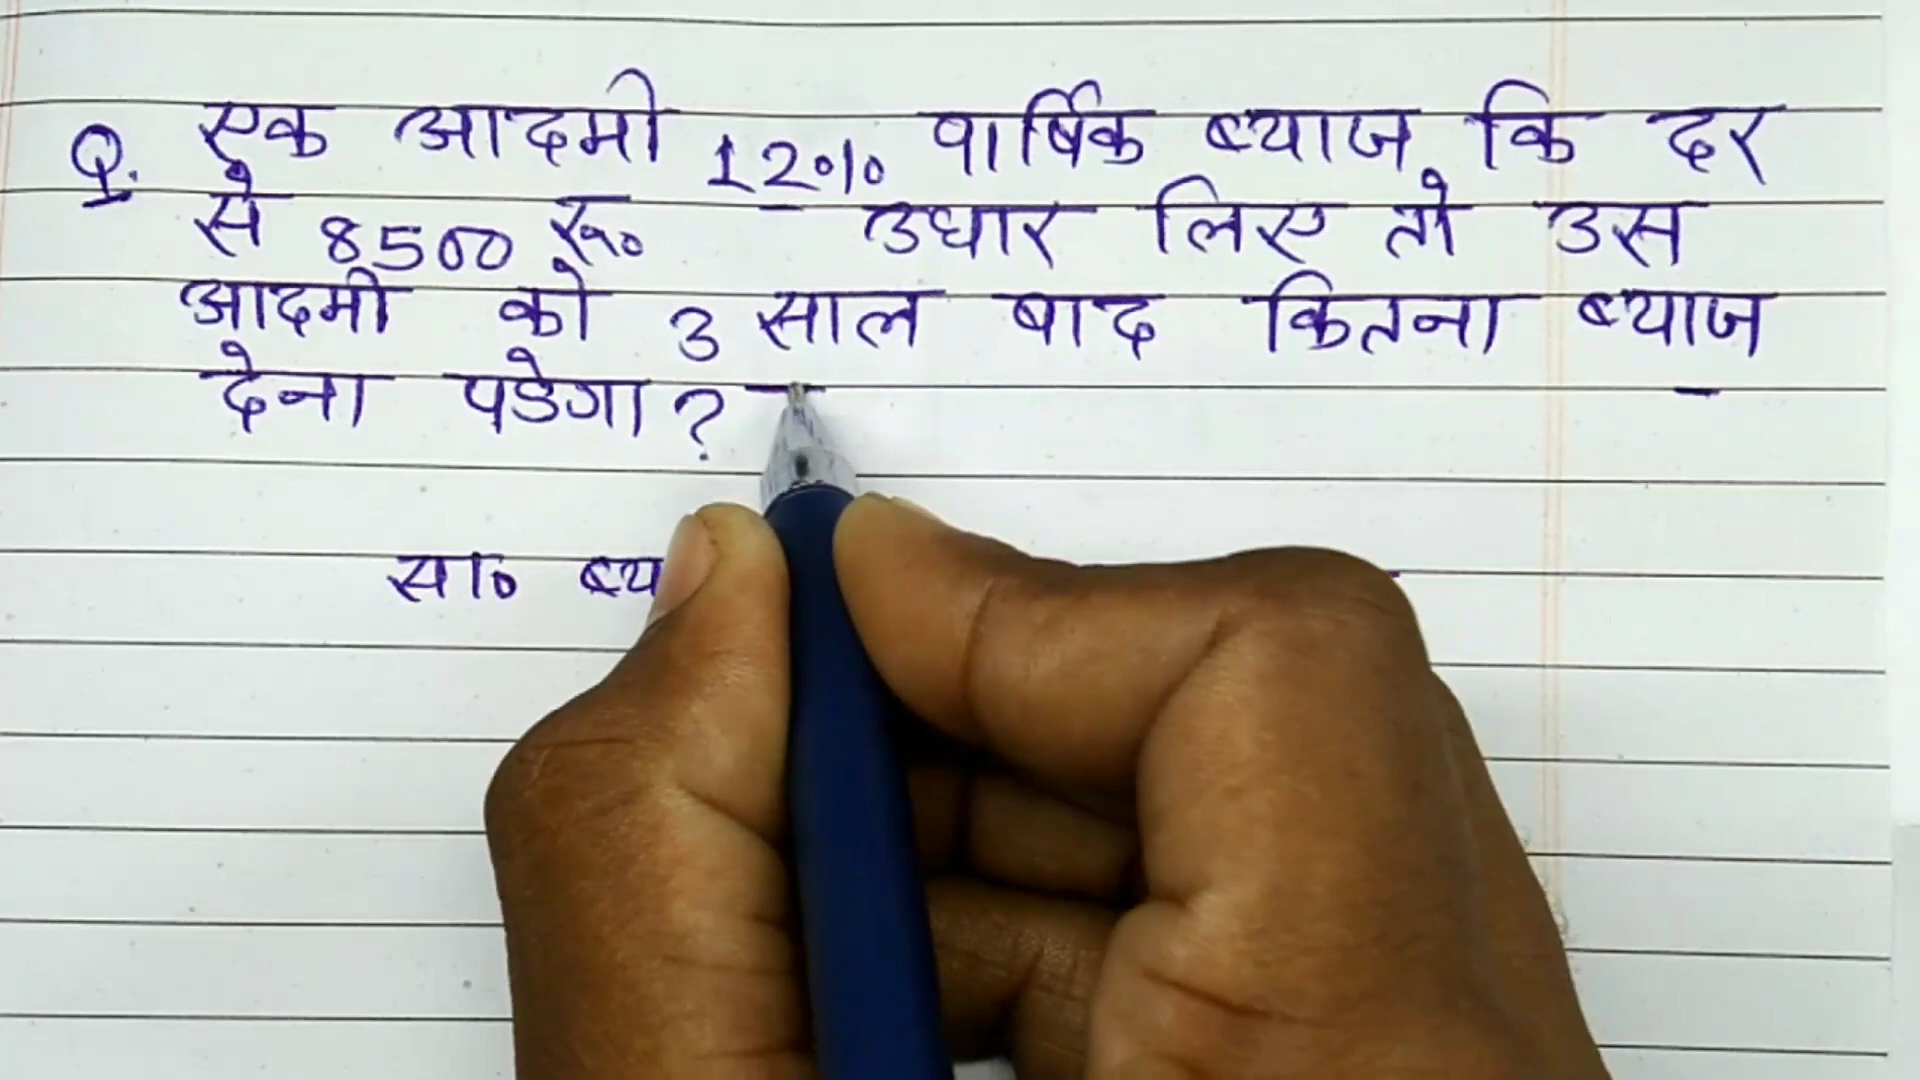 Q. एक आदमी 12% वार्षिक ब्याज कि दर
से 8500 रू० उधार लिए तो उस
आदमी को 3 साल बाद कितना ब्याज
देना पडेगा?
सा० ब्य